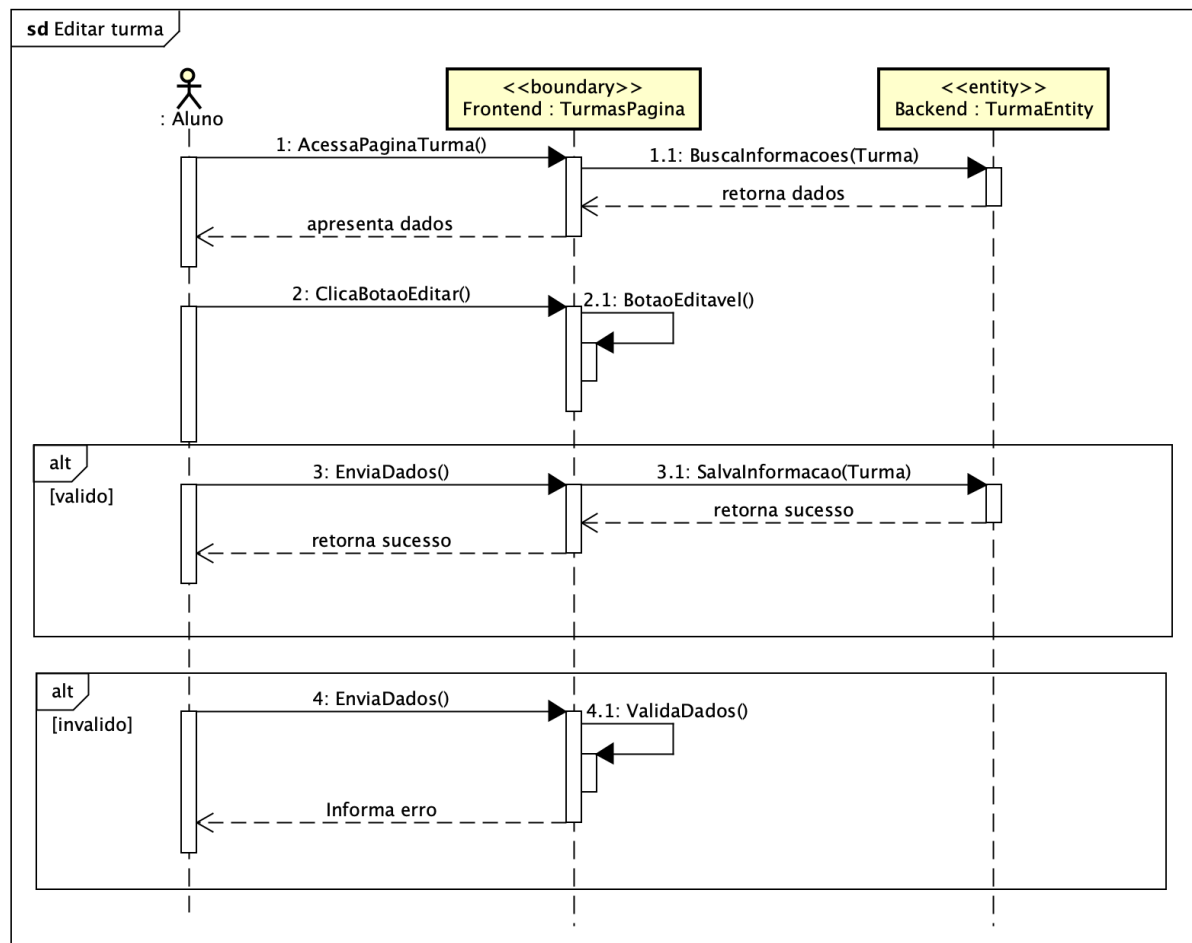 sd Editar turma
: Aluno
<<boundary>>
Frontend : TurmasPagina
<<entity>>
Backend : TurmaEntity
1: AcessaPaginaTurma()
1.1: BuscaInformacoes(Turma)
retorna dados
apresenta dados
2: ClicaBotaoEditar()
2.1: BotaoEditavel()
alt
[valido]
3: EnviaDados()
3.1: SalvaInformacao(Turma)
retorna sucesso
retorna sucesso
alt
[invalido]
4: EnviaDados()
4.1: ValidaDados()
Informa erro